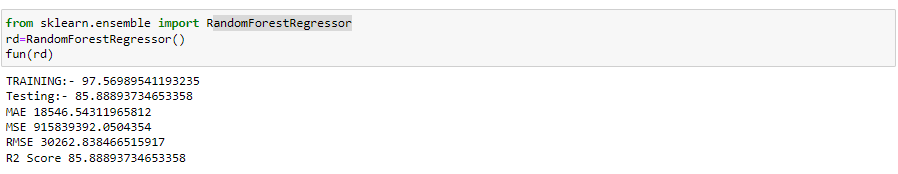 from sklearn.ensemble import RandomForestRegressor
rd=RandomForestRegressor()
fun(rd)
TRAINING:- 97.56989541193235
Testing:- 85.88893734653358
MAE 18546.54311965812
MSE 915839392.0504354
RMSE 30262.838466515917
R2 Score 85.88893734653358